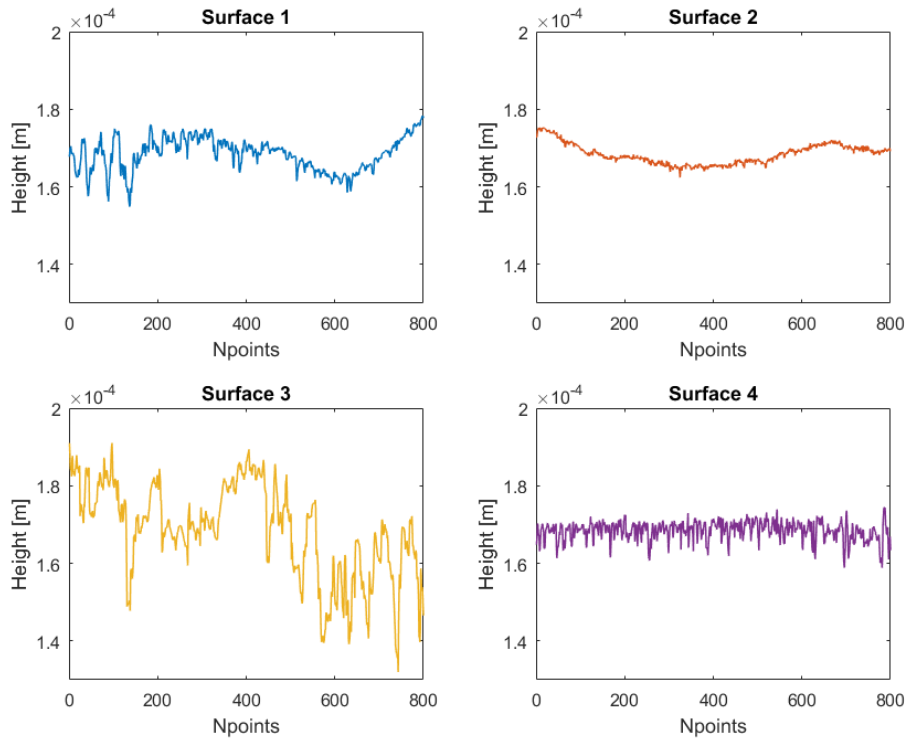 Surface 1
×10-4
2
1.8
1.6
1.4
Height [m]
0 200 400 600 800
Npoints
Surface 2
×10-4
2
1.8
1.6
1.4
Height [m]
0 200 400 600 800
Npoints
Surface 3
×10-4
2
1.8
1.6
1.4
Height [m]
0 200 400 600 800
Npoints
Surface 4
×10-4
2
1.8
1.6
1.4
Height [m]
0 200 400 600 800
Npoints